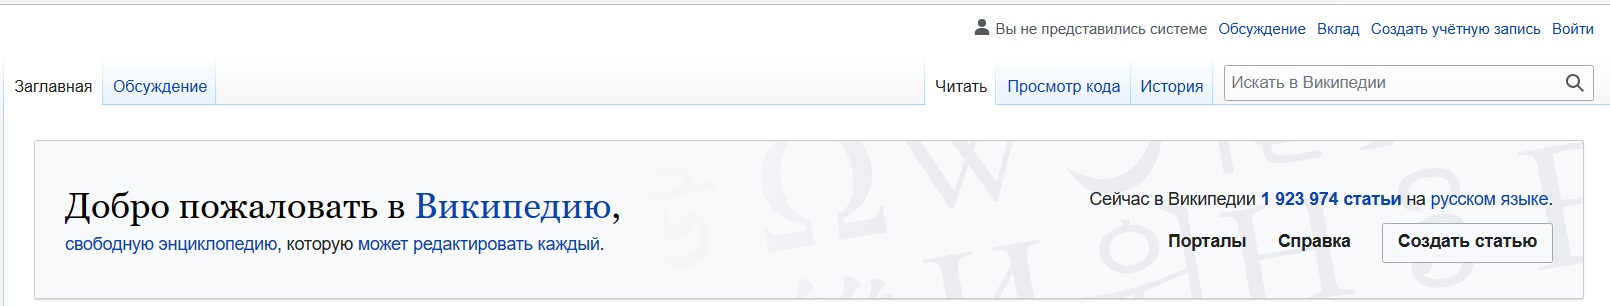 Вы не представились системе Обсуждение Вклад Создать учётную запись Войти
Заглавная Обсуждение Читать Просмотр кода История Искать в Википедии
Добро пожаловать в Википедию,
свободную энциклопедию, которую может редактировать каждый.
Сейчас в Википедии 1 923 974 статьи на русском языке.
Порталы Справка Создать статью